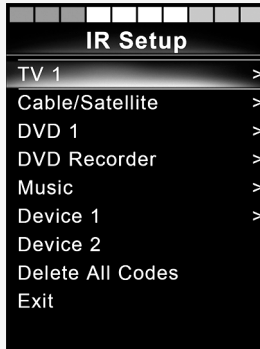 IR Setup
TV 1 >
Cable/Satellite >
DVD 1 >
DVD Recorder >
Music >
Device 1 >
Device 2
Delete All Codes
Exit